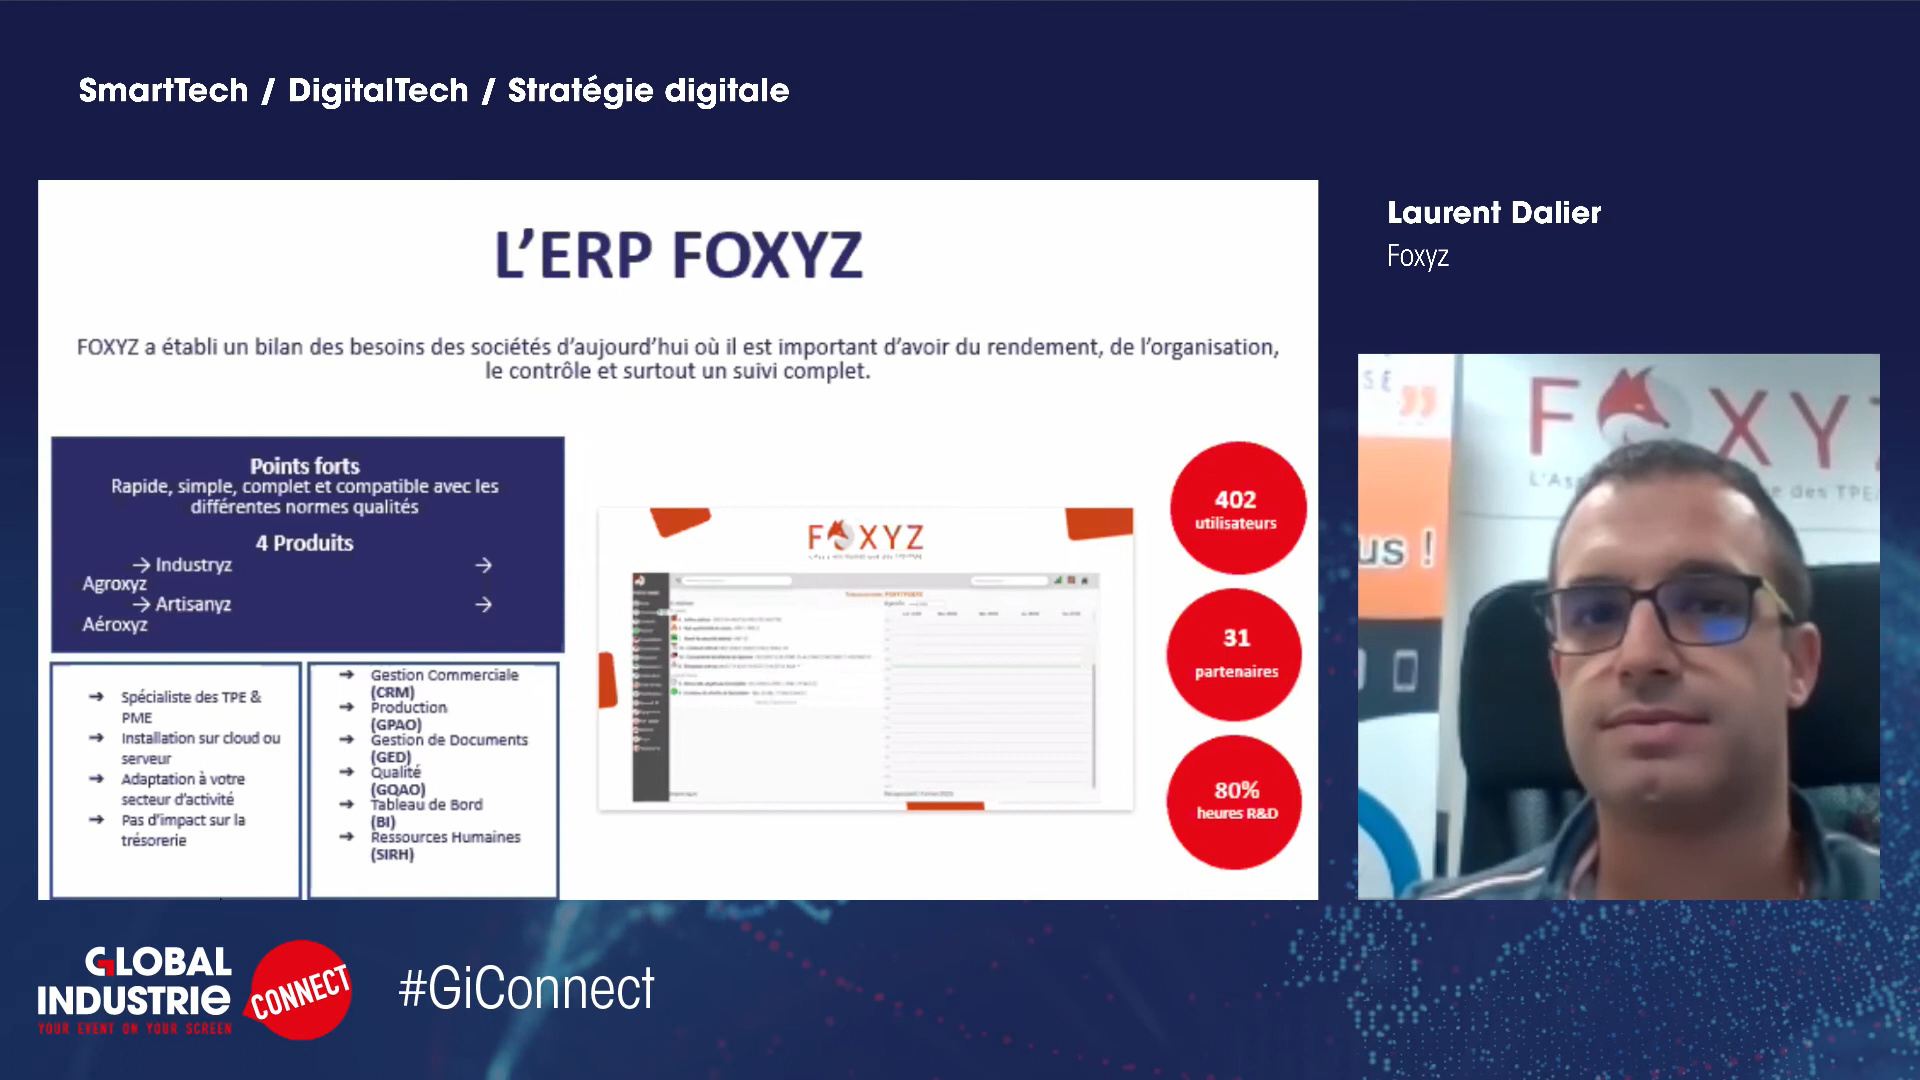 SmartTech / DigitalTech / Stratégie digitale
L'ERP FOXYZ
FOXYZ a établi un bilan des besoins des sociétés d'aujourd'hui où il est important d'avoir du rendement, de l'organisation,
le contrôle et surtout un suivi complet.
Points forts
Rapide, simple, complet et compatible avec les
différentes normes qualités
4 Produits
→ Industryz →
Agroxyz
→ Artisanyz →
Aéroxyz
→ Spécialiste des TPE &
PME
→ Installation sur cloud ou
serveur
→ Adaptation à votre
secteur d'activité
→ Pas d'impact sur la
trésorerie
→ Gestion Commerciale
(CRM)
→ Production
(GPAO)
→ Gestion de Documents
(GED)
→ Qualité
(GQAO)
→ Tableau de Bord
(BI)
→ Ressources Humaines
(SIRH)
FOXYZ
402
utilisateurs
31
partenaires
80%
heures R&D
Laurent Dalier
Foxyz
FOXYZ
L'As
des TPE
us !
GLOBAL
INDUSTRIE
YOUR EVENT ON YOUR SCREEN
CONNECT
#GiConnect